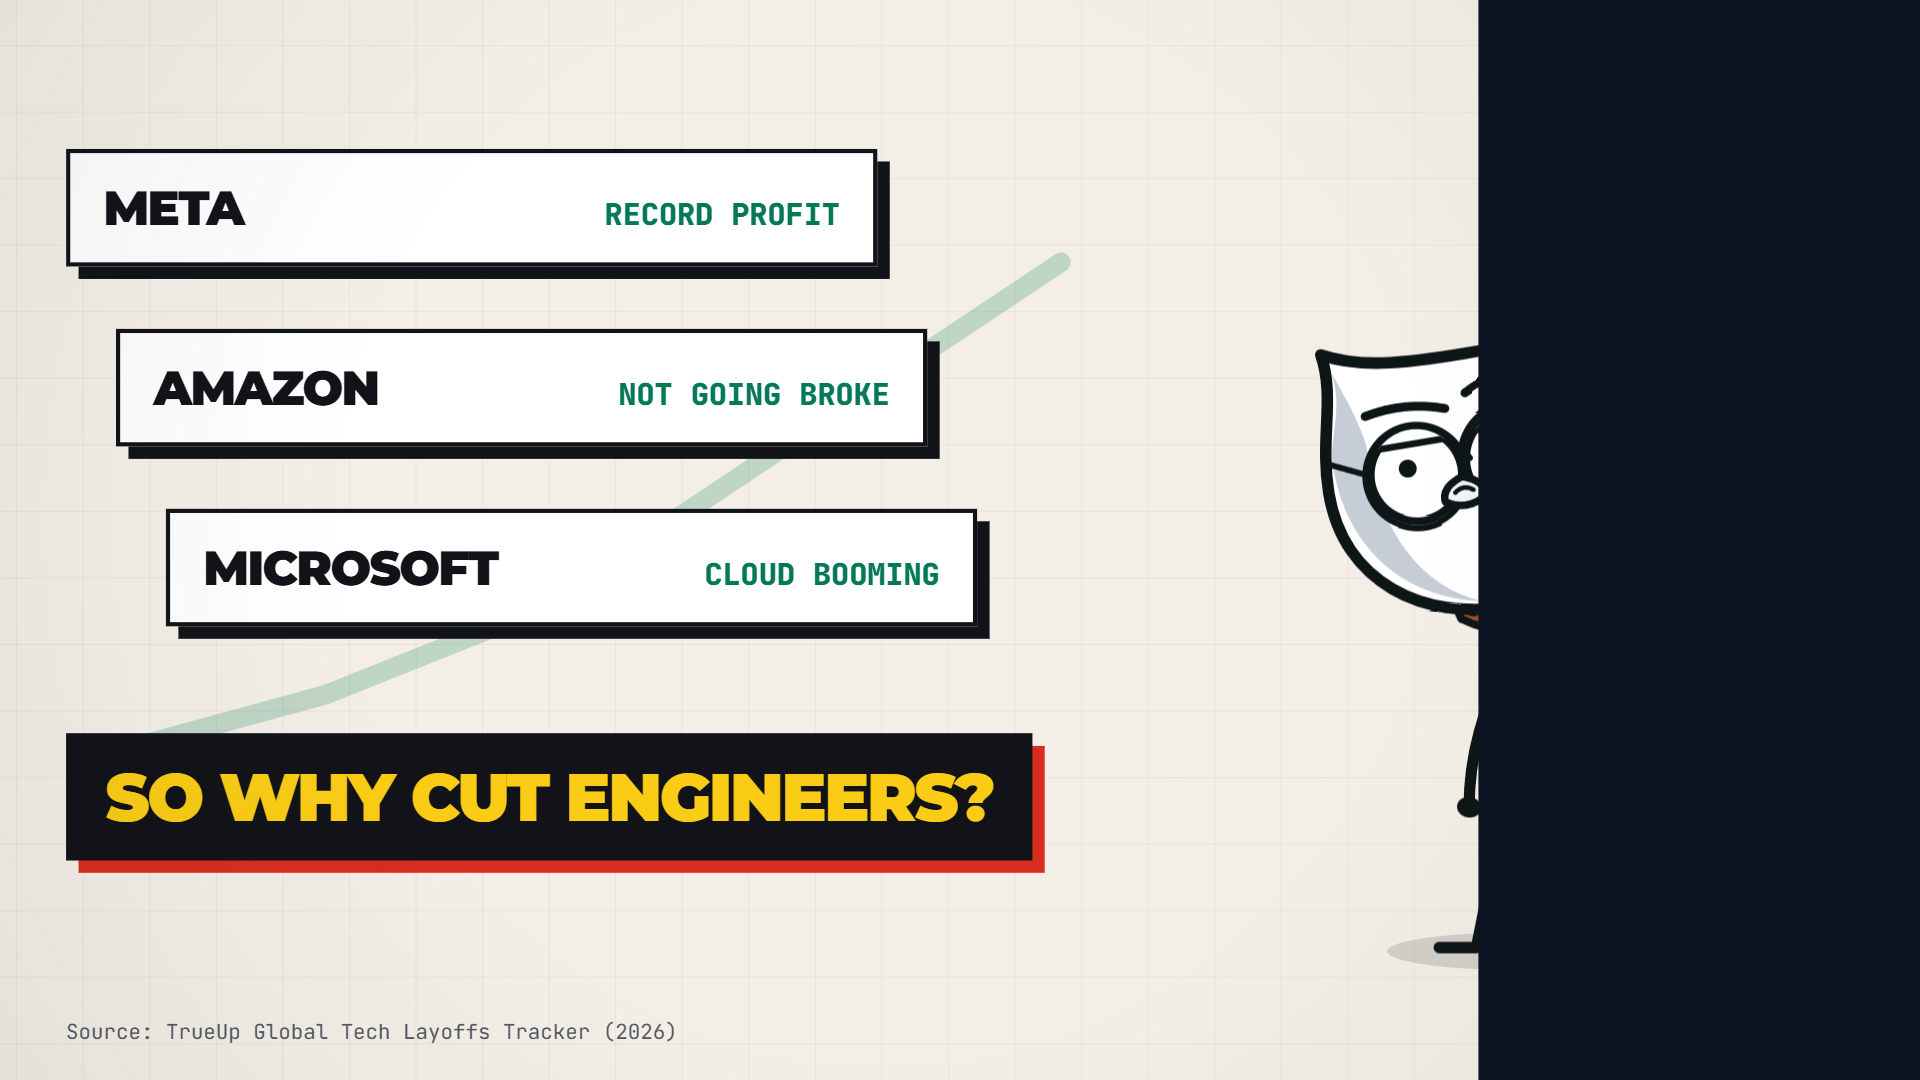 META RECORD PROFIT
AMAZON NOT GOING BROKE
MICROSOFT CLOUD BOOMING
SO WHY CUT ENGINEERS?
Source: TrueUp Global Tech Layoffs Tracker (2026)